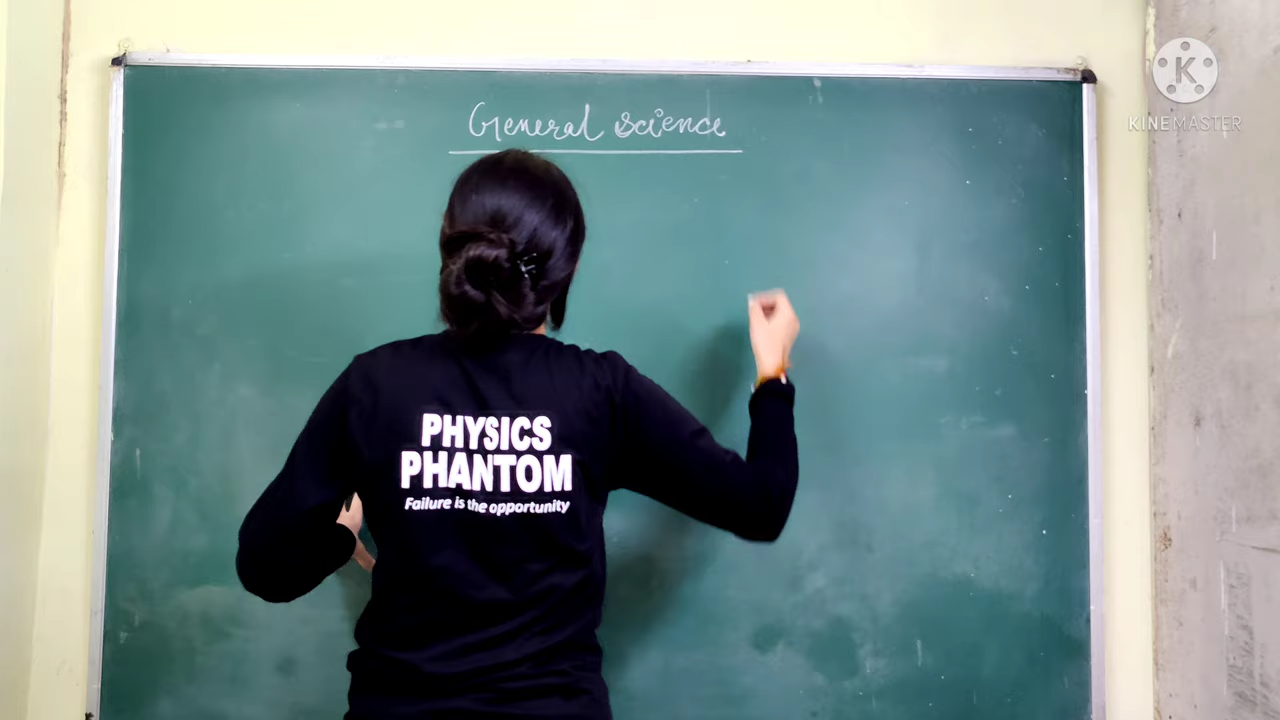 General science
K
KINEMASTER
PHYSICS
PHANTOM
Failure is the opportunity